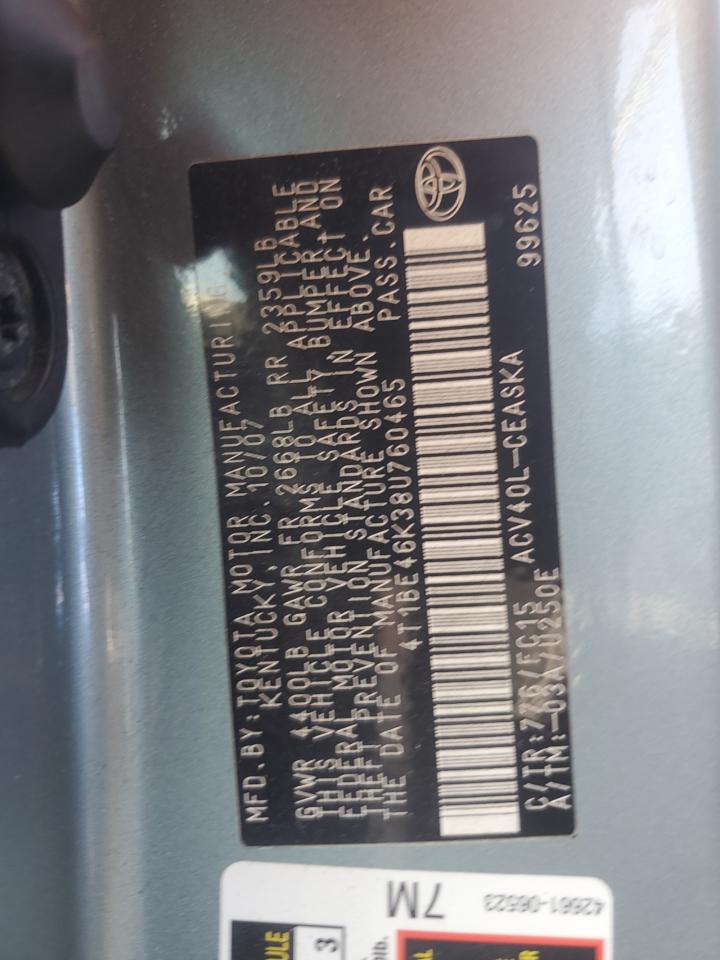 MFD. BY: TOYOTA MOTOR MANUFACTURING
KENTUCKY, INC. 10/07
GVWR 4400LB GAWR FR 2668LB RR 2359LB
THIS VEHICLE CONFORMS TO ALL APPLICABLE
FEDERAL MOTOR VEHICLE SAFETY, BUMPER, AND
THEFT PREVENTION STANDARDS IN EFFECT ON
THE DATE OF MANUFACTURE SHOWN ABOVE.
4T1BE46K38U760465 PASS.CAR
C/TR:776/FC15 ACV40L-CEASKA 99625
A/TM:-03A/U250E
7M
42661-06523
3